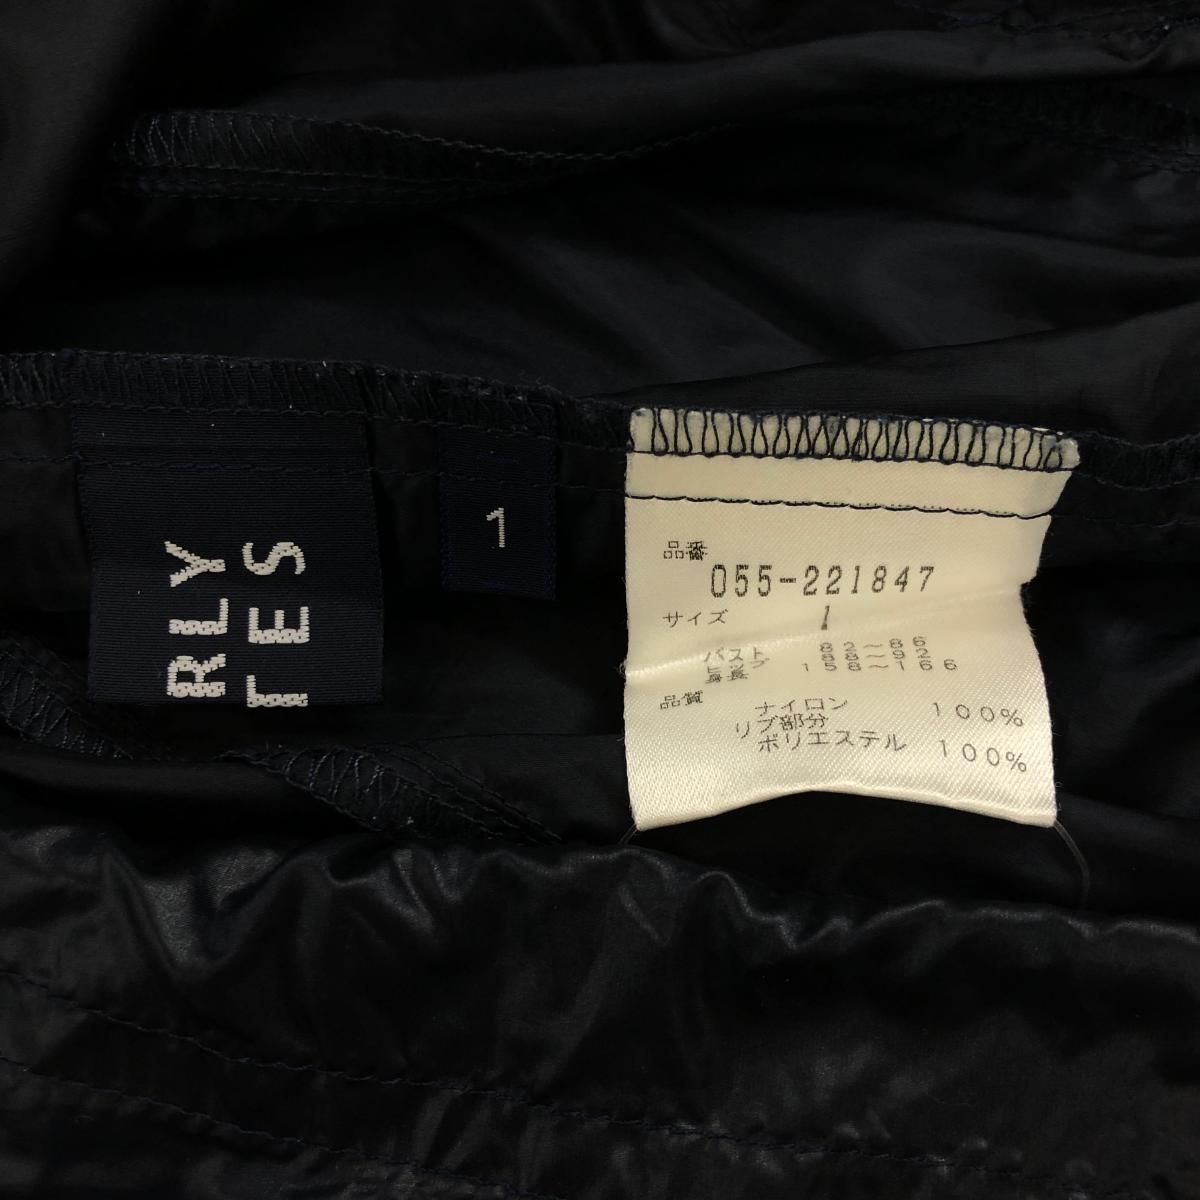 RLY
LES
1
品番
055-221847
サイズ 1
バスト 82～86
ヒップ 88～92
身長 158～166
品質
ナイロン 100%
リブ部分
ポリエステル 100%